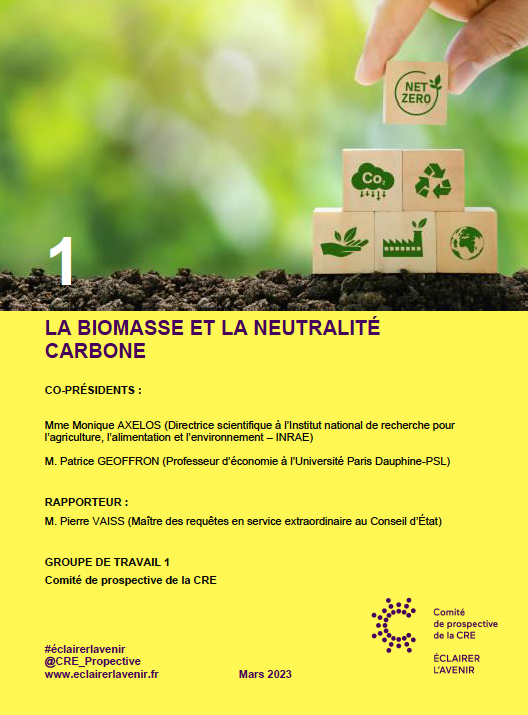 NET
ZERO
CO2
1
LA BIOMASSE ET LA NEUTRALITÉ
CARBONE
CO-PRÉSIDENTS :
Mme Monique AXELOS (Directrice scientifique à l'Institut national de recherche pour
l'agriculture, l'alimentation et l'environnement – INRAE)
M. Patrice GEOFFRON (Professeur d'économie à l'Université Paris Dauphine-PSL)
RAPPORTEUR :
M. Pierre VAISS (Maître des requêtes en service extraordinaire au Conseil d'État)
GROUPE DE TRAVAIL 1
Comité de prospective de la CRE
Comité
de prospective
de la CRE
ÉCLAIRER
L'AVENIR
#éclairerlavenir
@CRE_Propective
www.eclairerlavenir.fr Mars 2023